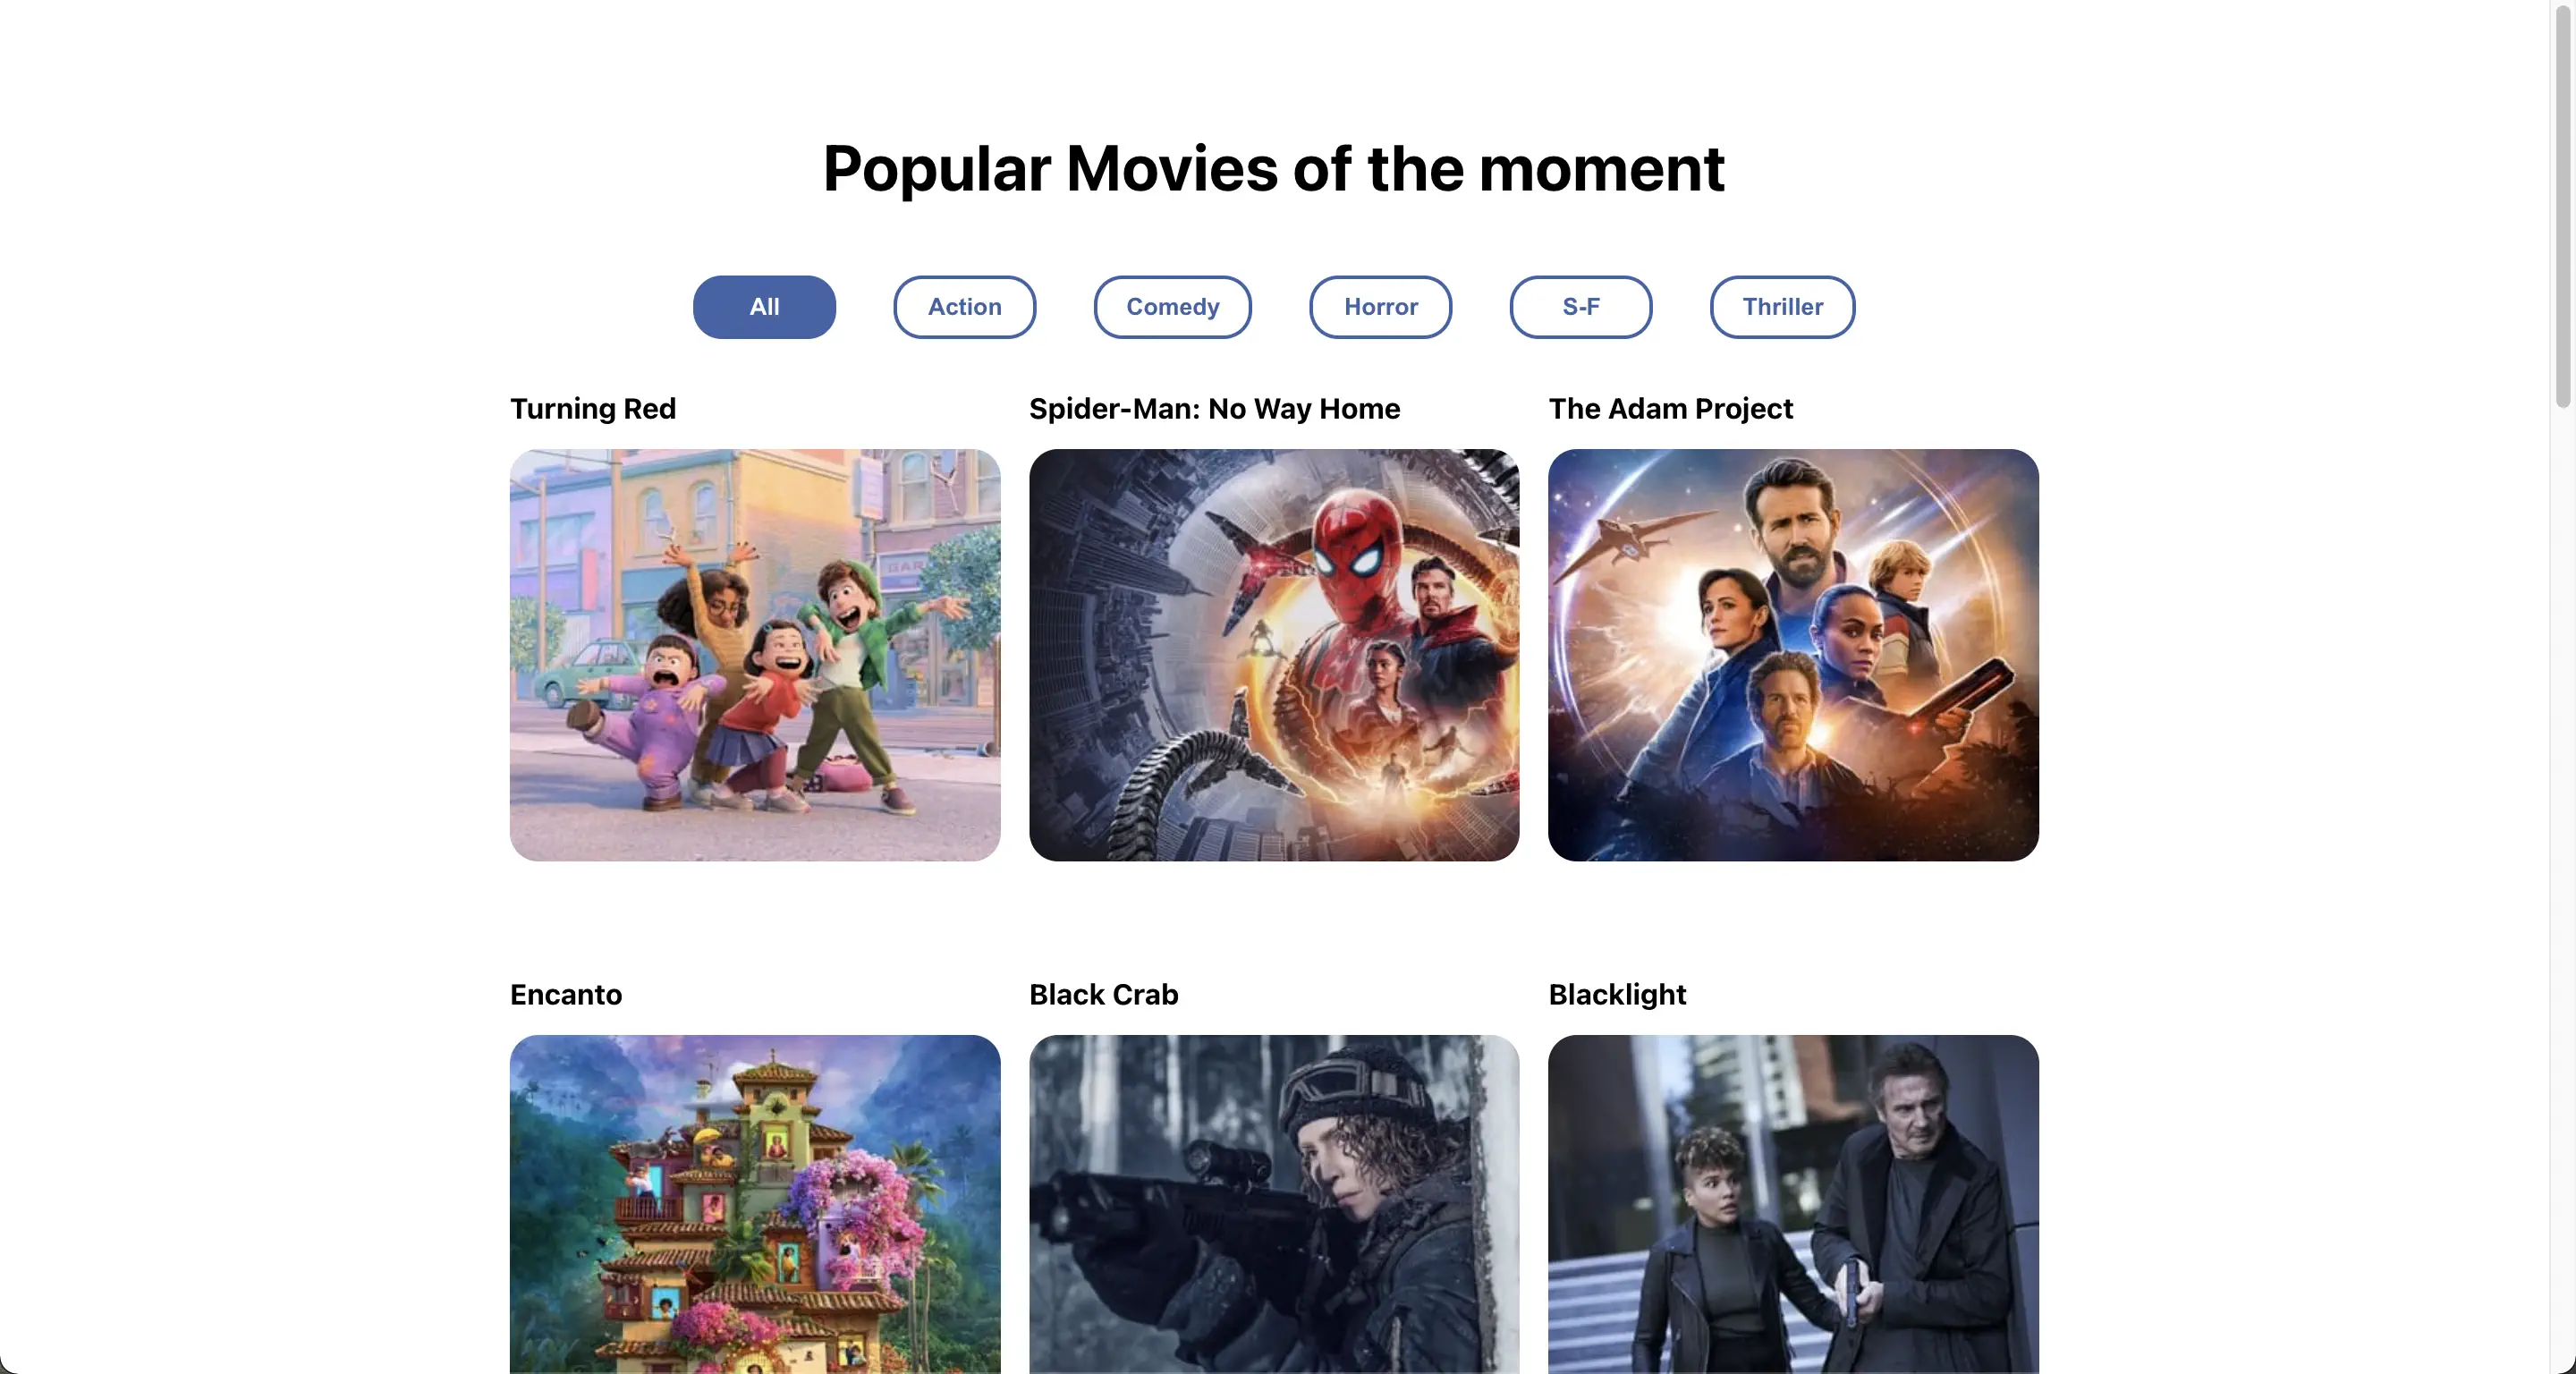 Popular Movies of the moment
All Action Comedy Horror S-F Thriller
Turning Red Spider-Man: No Way Home The Adam Project
GAR
Encanto Black Crab Blacklight